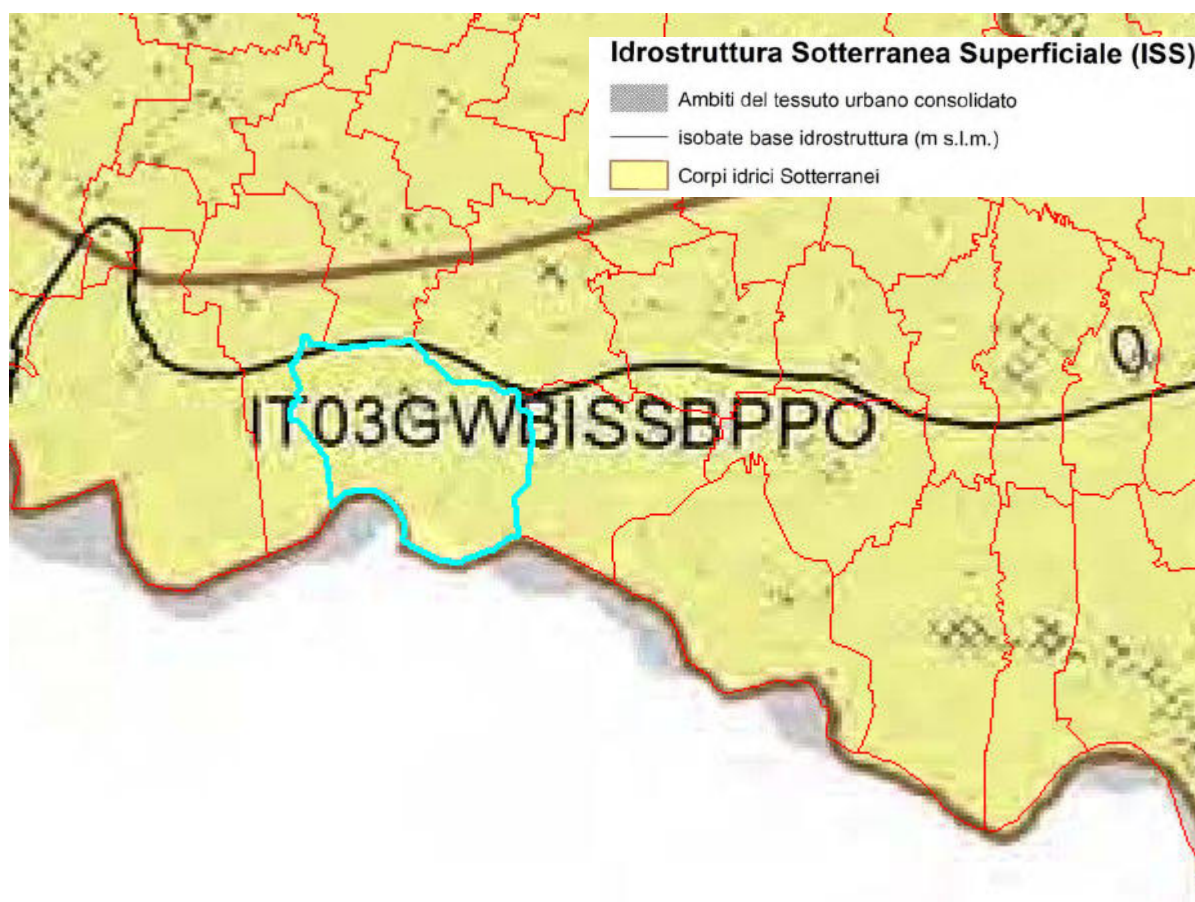 Idrostruttura Sotterranea Superficiale (ISS)
Ambiti del tessuto urbano consolidato
isobate base idrostruttura (m s.l.m.)
Corpi idrici Sotterranei
0
IT03GWBISSBPPO